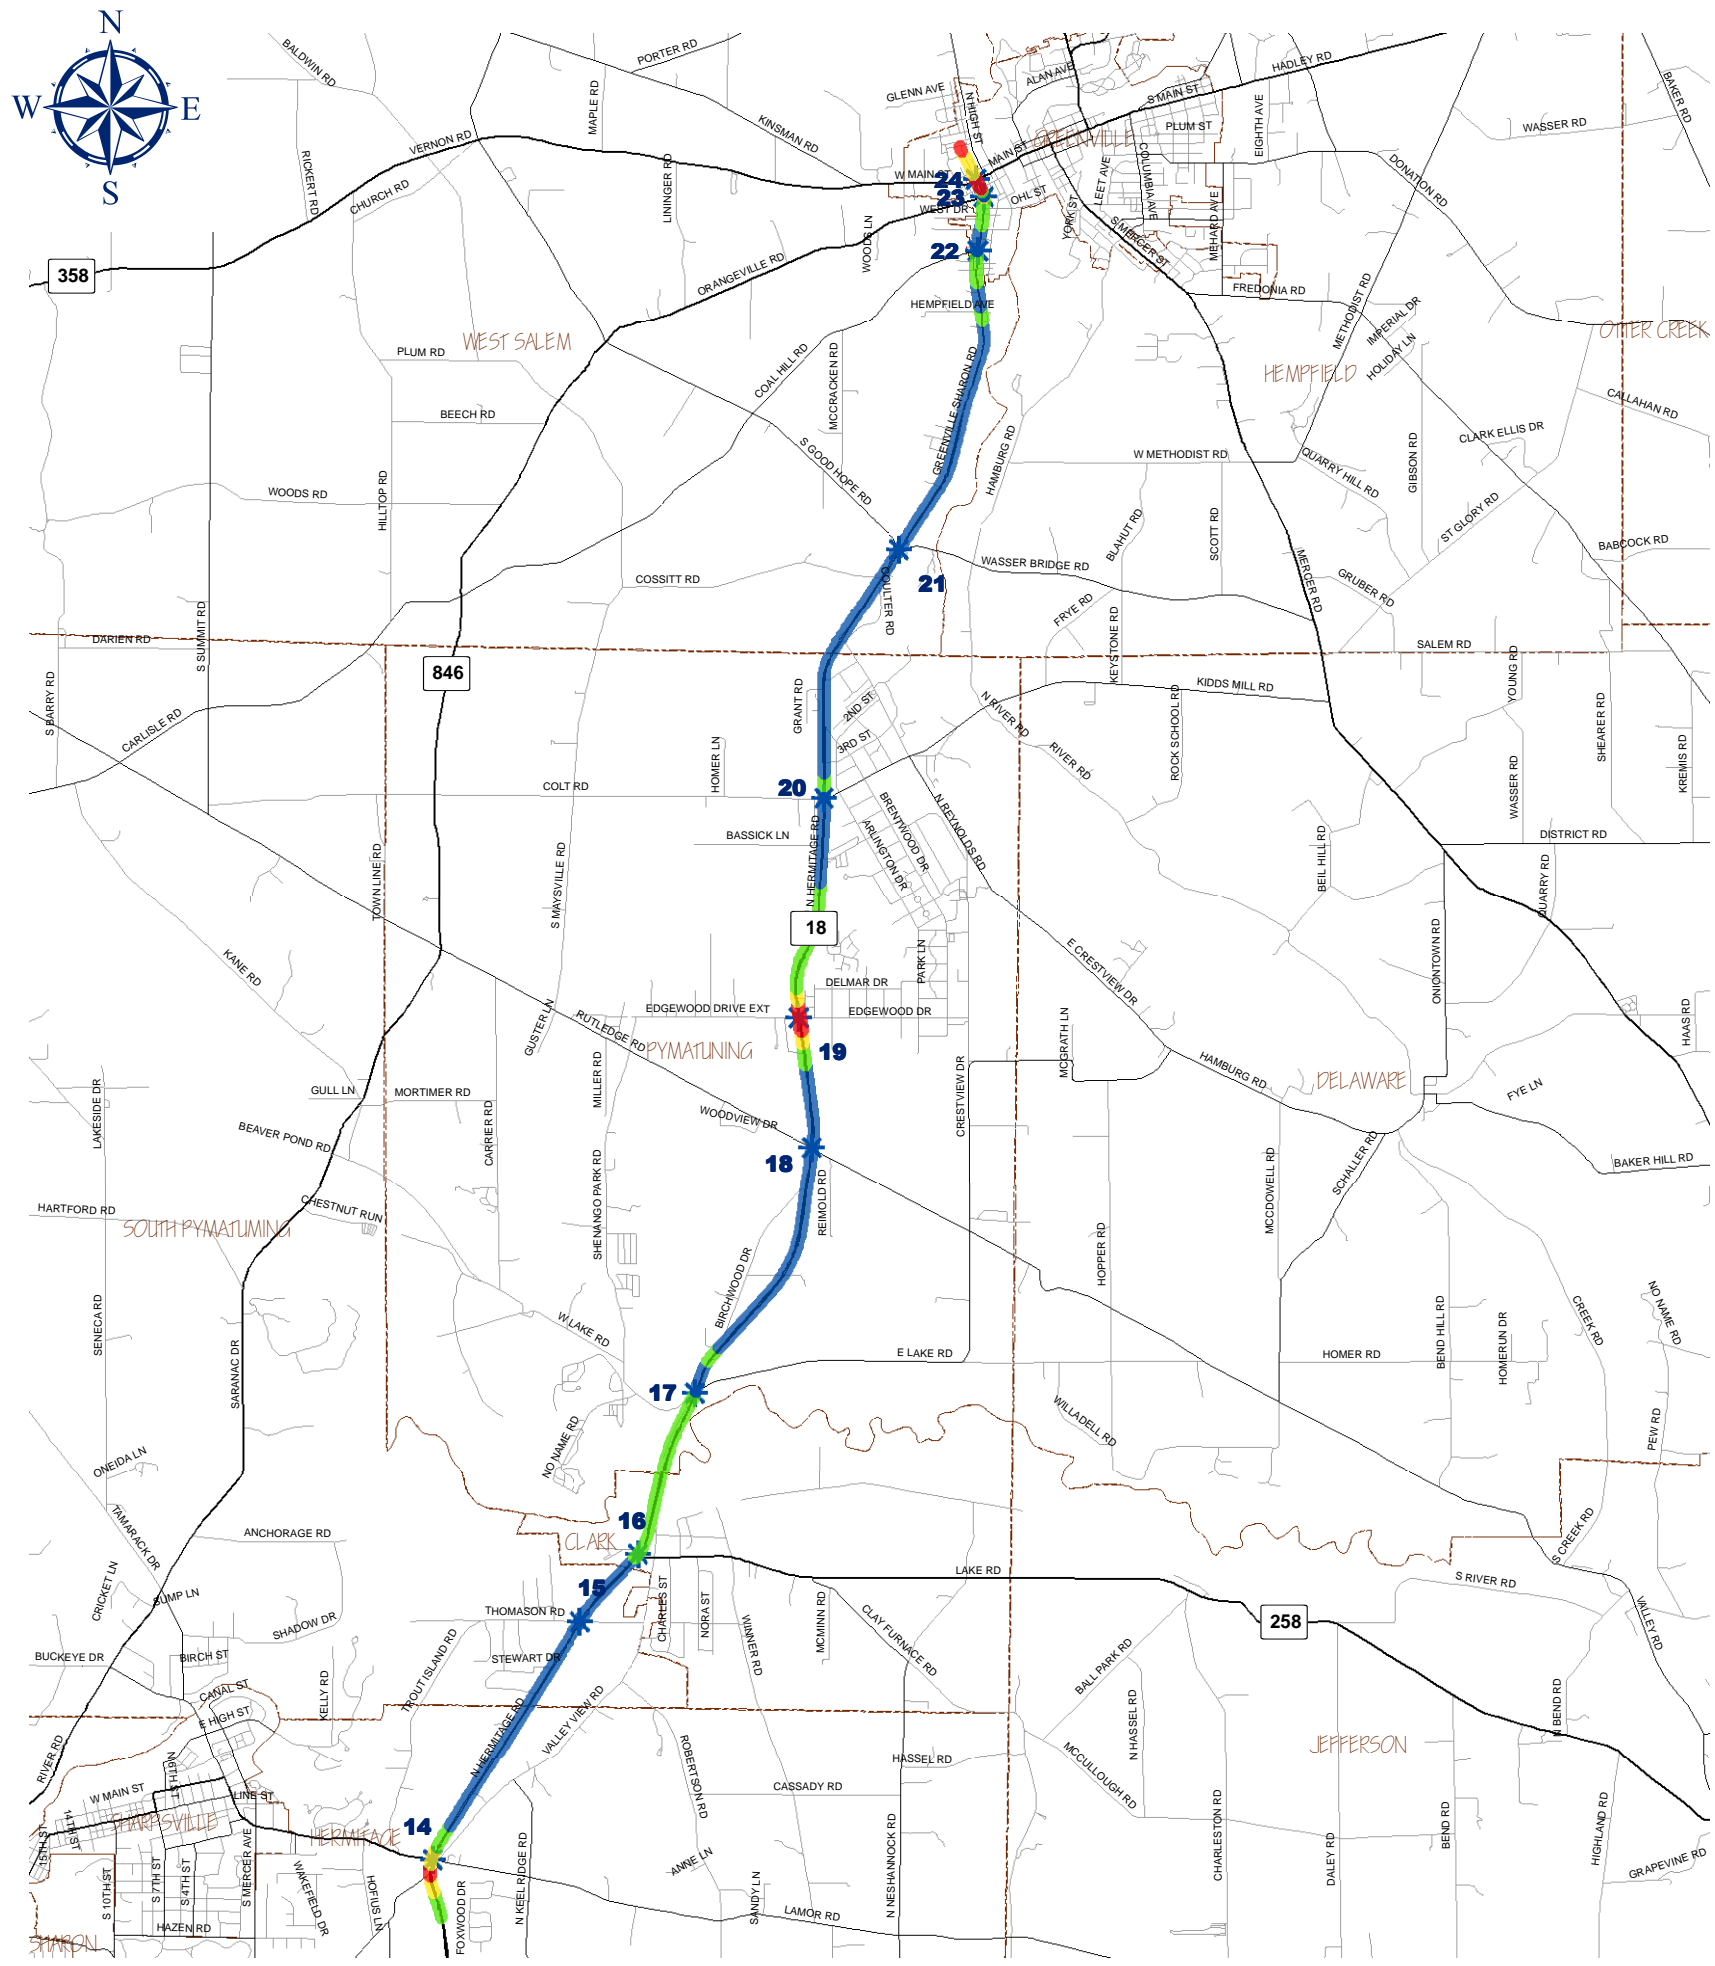 N
W E
S
BALDWIN RD
PORTER RD
MAPLE RD
KINSMAN RD
VERNON RD
RICKERT RD
CHURCH RD
LININGER RD
GLENN AVE
N HIGH ST
ALAN AVE
HADLEY RD
S MAIN ST
BAKER RD
WASSER RD
EIGHTH AVE
PLUM ST
GREENVILLE
MAIN ST
W MAIN ST
COLUMBIA AVE
LEET AVE
DONATION RD
24
23
WEST DR
OHL ST
YORK ST
S MERCER ST
MEHARD AVE
WOODS LN
22
358
ORANGEVILLE RD
HEMPFIELD AVE
FREDONIA RD
METHODIST RD
IMPERIAL DR
HOLIDAY LN
OTTER CREEK
WEST SALEM
PLUM RD
COAL HILL RD
MCCRACKEN RD
HEMPFIELD
CALLAHAN RD
BEECH RD
GREENVILLE SHARON RD
HAMBURG RD
S GOOD HOPE RD
W METHODIST RD
CLARK ELLIS DR
GIBSON RD
QUARRY HILL RD
WOODS RD
HILLTOP RD
ST GLORY RD
BLAHUT RD
SCOTT RD
BABCOCK RD
WASSER BRIDGE RD
MERCER RD
21
COSSITT RD
COULTER RD
GRUBER RD
FRYE RD
KEYSTONE RD
S SUMMIT RD
DARIEN RD
SALEM RD
846
S BARRY RD
YOUNG RD
KIDDS MILL RD
GRANT RD
2ND ST
3RD ST
N RIVER RD
ROCK SCHOOL RD
CARLISLE RD
RIVER RD
SHEARER RD
KREMIS RD
HOMER LN
20
COLT RD
WASSER RD
BRENTWOOD DR
N REYNOLDS RD
BASSICK LN
N HERMITAGE RD
ARLINGTON DR
DISTRICT RD
TOWN LINE RD
S MAYSVILLE RD
BEIL HILL RD
QUARRY RD
18
KANE RD
PARK LN
E CRESTVIEW DR
ONIONTOWN RD
DELMAR DR
EDGEWOOD DRIVE EXT
EDGEWOOD DR
GUSTER LN
RUTLEDGE RD
PYMATUNING
19
MCGRATH LN
HAAS RD
HAMBURG RD
DELAWARE
FYE LN
GULL LN
MORTIMER RD
MILLER RD
CRESTVIEW DR
LAKESIDE DR
BEAVER POND RD
CARRIER RD
WOODVIEW DR
18
SCHALLER RD
BAKER HILL RD
MCDOWELL RD
HARTFORD RD
SOUTH PYMATUMING
CHESTNUT RUN
SHENANGO PARK RD
REIMOLD RD
HOPPER RD
BIRCHWOOD DR
SENECA RD
W LAKE RD
CREEK RD
NO NAME RD
SARANAC DR
E LAKE RD
HOMER RD
BEND HILL RD
HOMERUN DR
17
WILLADELL RD
PEW RD
NO NAME RD
ONEIDA LN
TAMARACK DR
ANCHORAGE RD
16
CLARK
S CREEK RD
CRICKET LN
SUMP LN
15
LAKE RD
S RIVER RD
SHADOW DR
THOMASON RD
CHARLES ST
NORA ST
WINNER RD
MCMINN RD
CLAY FURNACE RD
258
VALLEY RD
BUCKEYE DR
BIRCH ST
STEWART DR
TROUT ISLAND RD
BALL PARK RD
CANAL ST
KELLY RD
N HERMITAGE RD
VALLEY VIEW RD
N HASSEL RD
N BEND RD
E HIGH ST
RIVER RD
N 6TH ST
ROBERTSON RD
HASSEL RD
MCCULLOUGH RD
JEFFERSON
W MAIN ST
LINE ST
CASSADY RD
14TH ST
15TH ST
SHARPSVILLE
HERMITAGE
14
N NESHANNOCK RD
CHARLESTON RD
DALEY RD
BEND RD
HIGHLAND RD
S 10TH ST
S 7TH ST
S 4TH ST
S MERCER AVE
WAKEFIELD DR
HOFIUS LN
N KEEL RIDGE RD
ANNE LN
SANDY LN
GRAPEVINE RD
HAZEN RD
FOXWOOD DR
LAMOR RD
SHARON